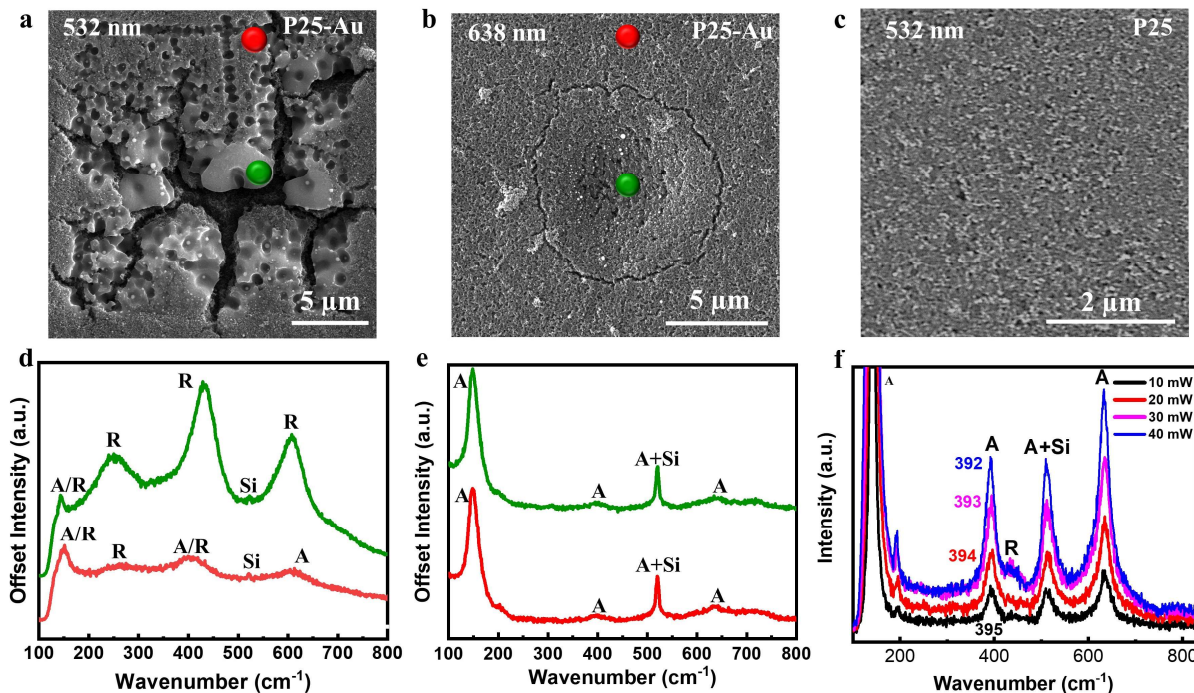 a
532 nm
P25-Au
5 µm
b
638 nm
P25-Au
5 µm
c
532 nm
P25
2 µm
d
Offset Intensity (a.u.)
A/R
R
R
Si
R
A/R
R
A/R
Si
A
100 200 300 400 500 600 700 800
Wavenumber (cm-1)
e
Offset Intensity (a.u.)
A
A
A+Si
A
A
A
A+Si
A
100 200 300 400 500 600 700 800
Wavenumber (cm-1)
f
Intensity (a.u.)
A
A
A+Si
A
R
392
393
394
395
10 mW
20 mW
30 mW
40 mW
200 400 600 800
Wavenumber (cm-1)